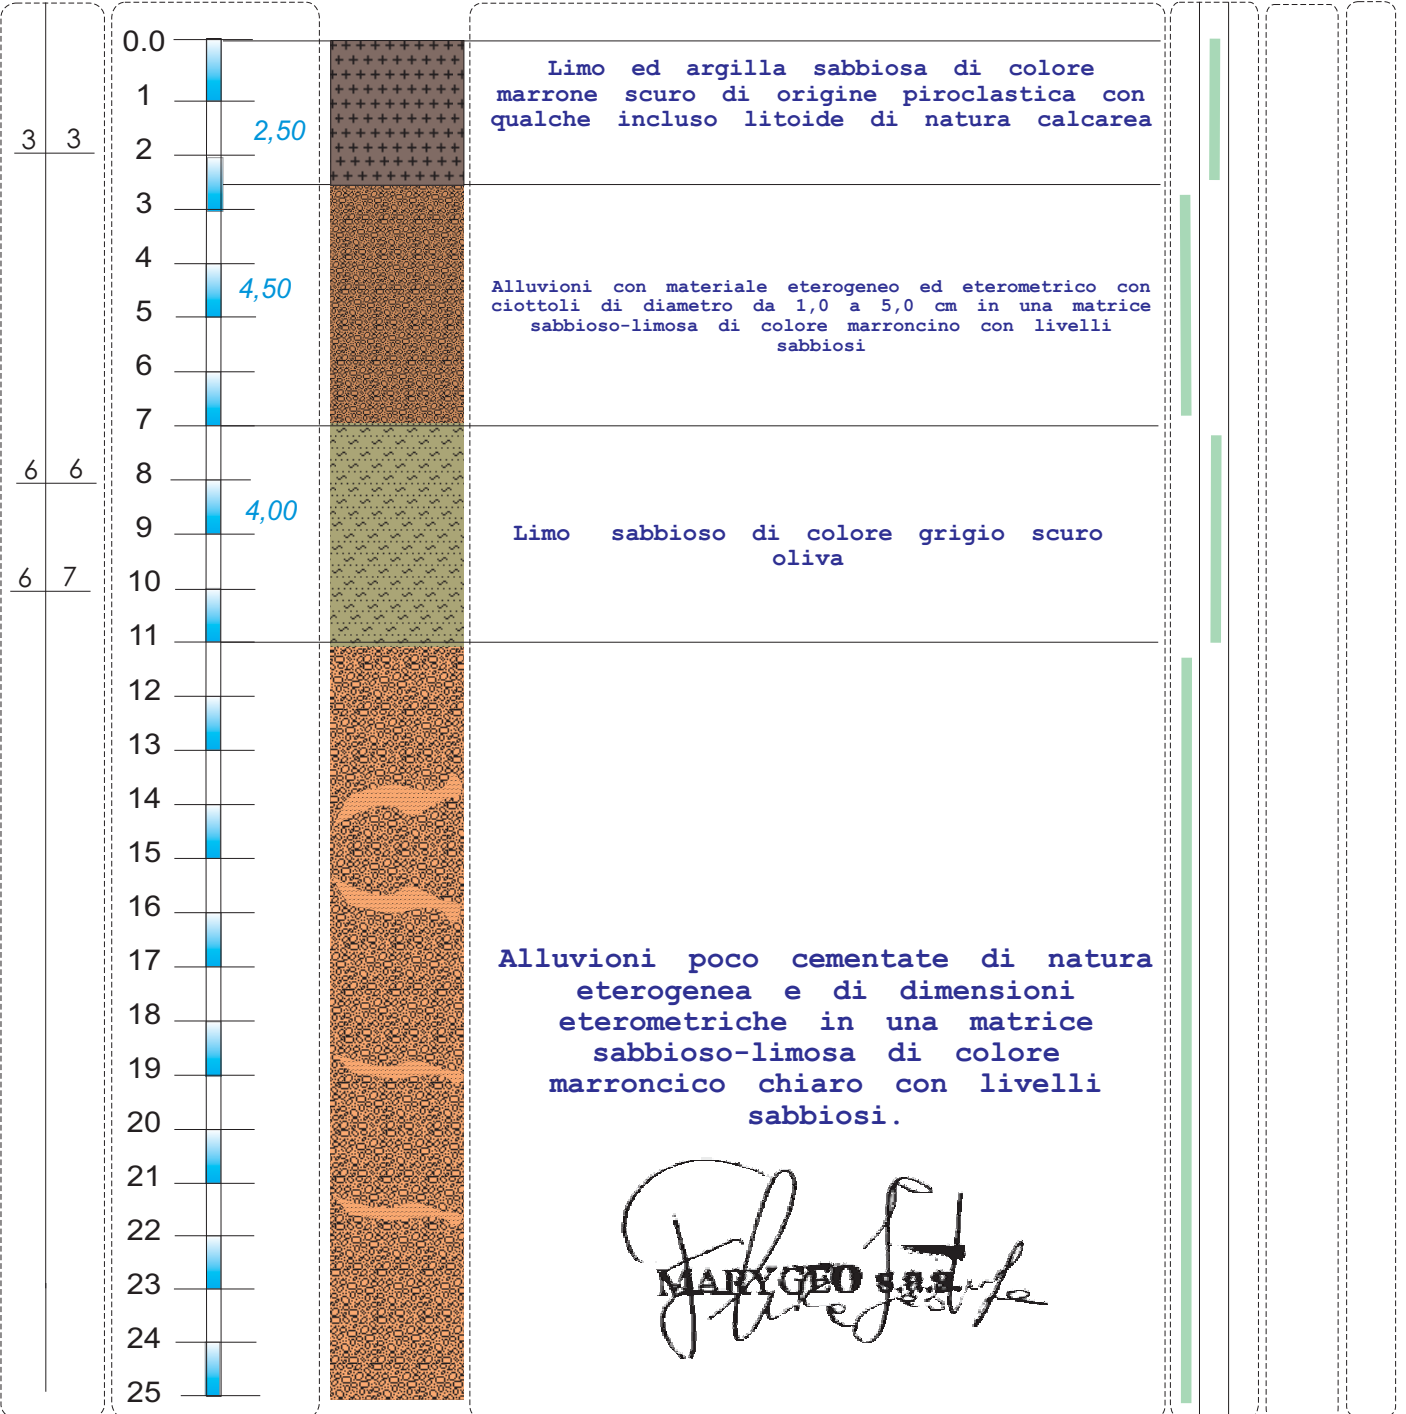 0.0
1
2,50
3 3
2
3
4
4,50
5
6
7
6 6
8
4,00
9
6 7
10
11
12
13
14
15
16
17
18
19
20
21
22
23
24
25
Limo ed argilla sabbiosa di colore
marrone scuro di origine piroclastica con
qualche incluso litoide di natura calcarea
Alluvioni con materiale eterogeneo ed eterometrico con
ciottoli di diametro da 1,0 a 5,0 cm in una matrice
sabbioso-limosa di colore marroncino con livelli
sabbiosi
Limo sabbioso di colore grigio scuro
oliva
Alluvioni poco cementate di natura
eterogenea e di dimensioni
eterometriche in una matrice
sabbioso-limosa di colore
marroncico chiaro con livelli
sabbiosi.
MARYGEO s.a.s.